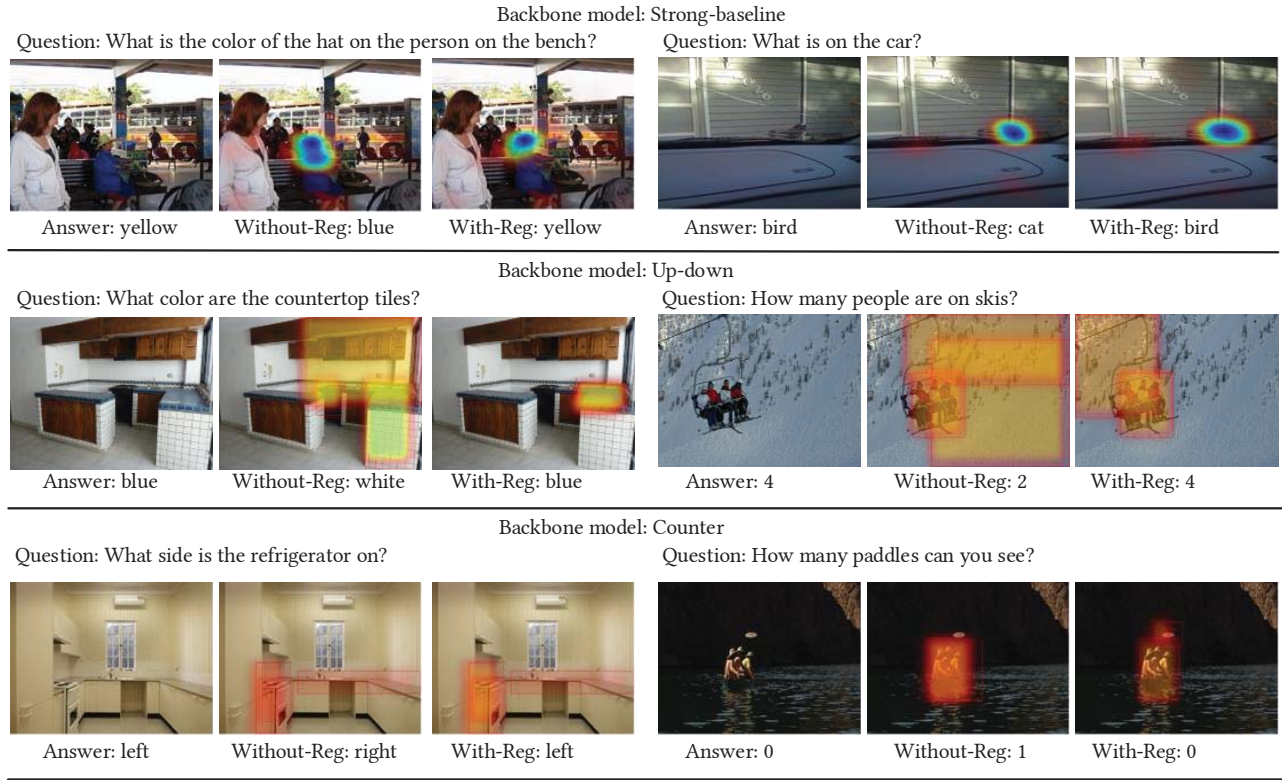 Backbone model: Strong-baseline
Question: What is the color of the hat on the person on the bench?
Question: What is on the car?
Answer: yellow
Without-Reg: blue
With-Reg: yellow
Answer: bird
Without-Reg: cat
With-Reg: bird
Backbone model: Up-down
Question: What color are the countertop tiles?
Question: How many people are on skis?
Answer: blue
Without-Reg: white
With-Reg: blue
Answer: 4
Without-Reg: 2
With-Reg: 4
Backbone model: Counter
Question: What side is the refrigerator on?
Question: How many paddles can you see?
Answer: left
Without-Reg: right
With-Reg: left
Answer: 0
Without-Reg: 1
With-Reg: 0